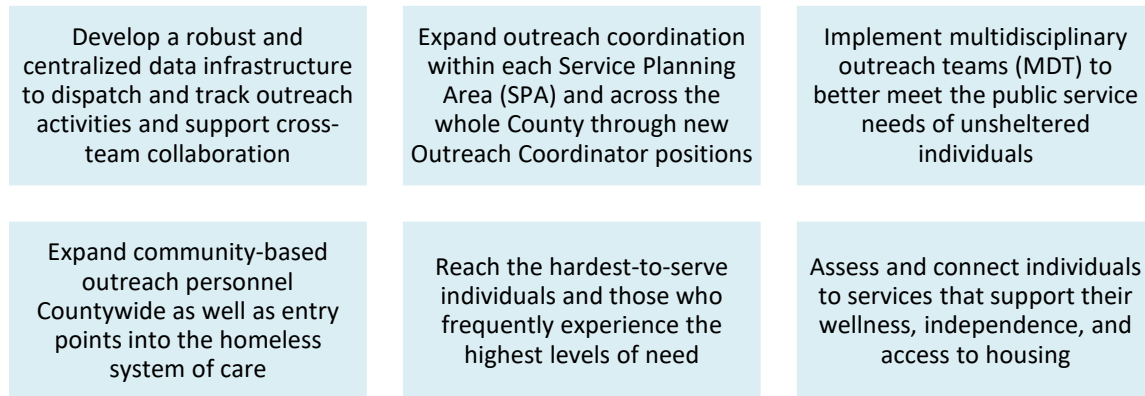 Develop a robust and
centralized data infrastructure
to dispatch and track outreach
activities and support cross-
team collaboration
Expand outreach coordination
within each Service Planning
Area (SPA) and across the
whole County through new
Outreach Coordinator positions
Implement multidisciplinary
outreach teams (MDT) to
better meet the public service
needs of unsheltered
individuals
Expand community-based
outreach personnel
Countywide as well as entry
points into the homeless
system of care
Reach the hardest-to-serve
individuals and those who
frequently experience the
highest levels of need
Assess and connect individuals
to services that support their
wellness, independence, and
access to housing